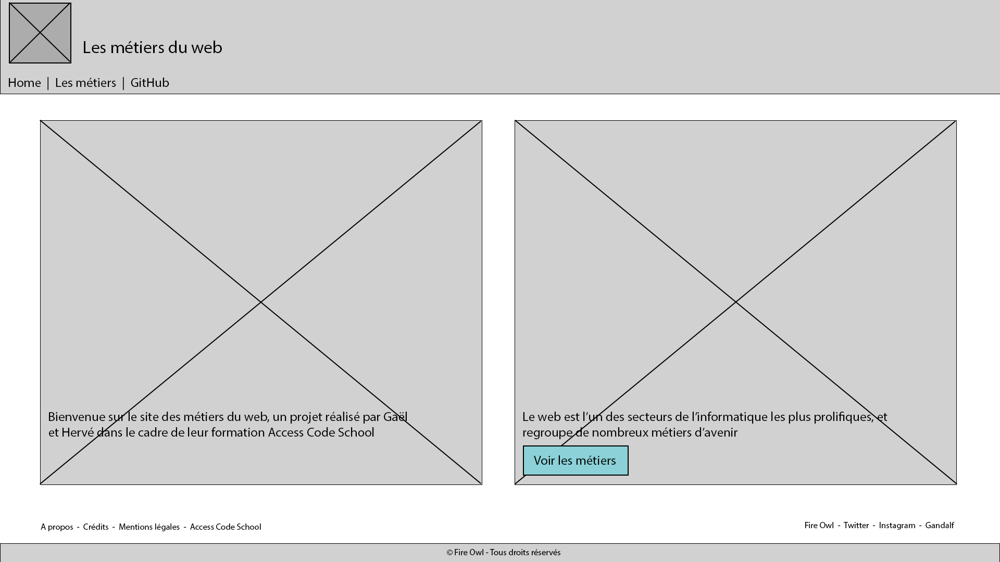 Les métiers du web
Home | Les métiers | GitHub
Bienvenue sur le site des métiers du web, un projet réalisé par Gaël
et Hervé dans le cadre de leur formation Access Code School
Le web est l’un des secteurs de l’informatique les plus prolifiques, et
regroupe de nombreux métiers d’avenir
Voir les métiers
A propos - Crédits - Mentions légales - Access Code School
Fire Owl - Twitter - Instagram - Gandalf
© Fire Owl - Tous droits réservés